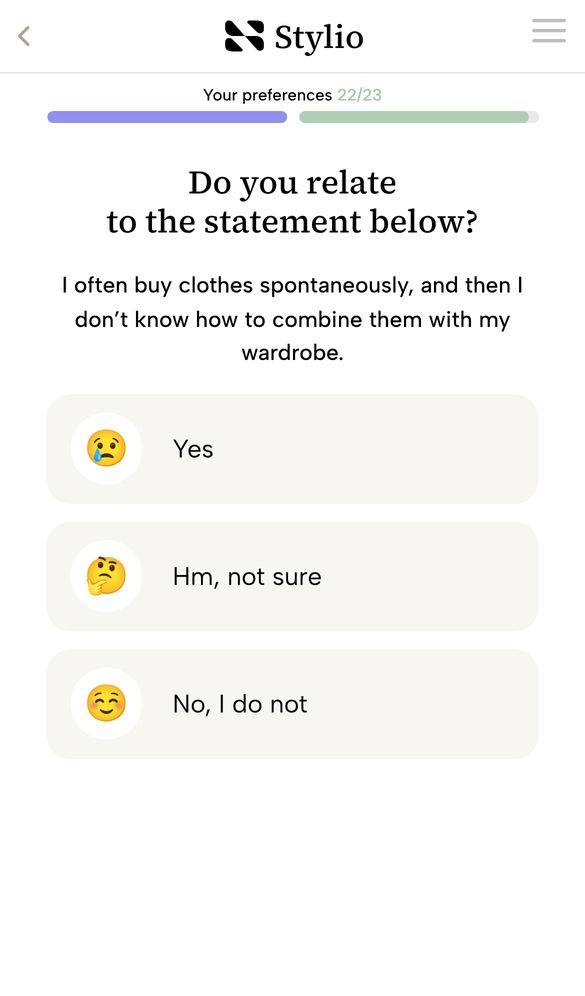 Stylio
Your preferences 22/23
Do you relate
to the statement below?
I often buy clothes spontaneously, and then I
don’t know how to combine them with my
wardrobe.
Yes
Hm, not sure
No, I do not